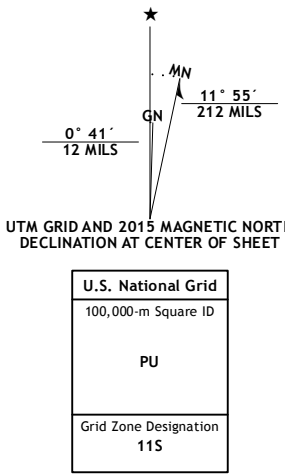 MN
GN
11° 55´
212 MILS
0° 41´
12 MILS
UTM GRID AND 2015 MAGNETIC NORTH
DECLINATION AT CENTER OF SHEET
U.S. National Grid
100,000-m Square ID
PU
Grid Zone Designation
11S